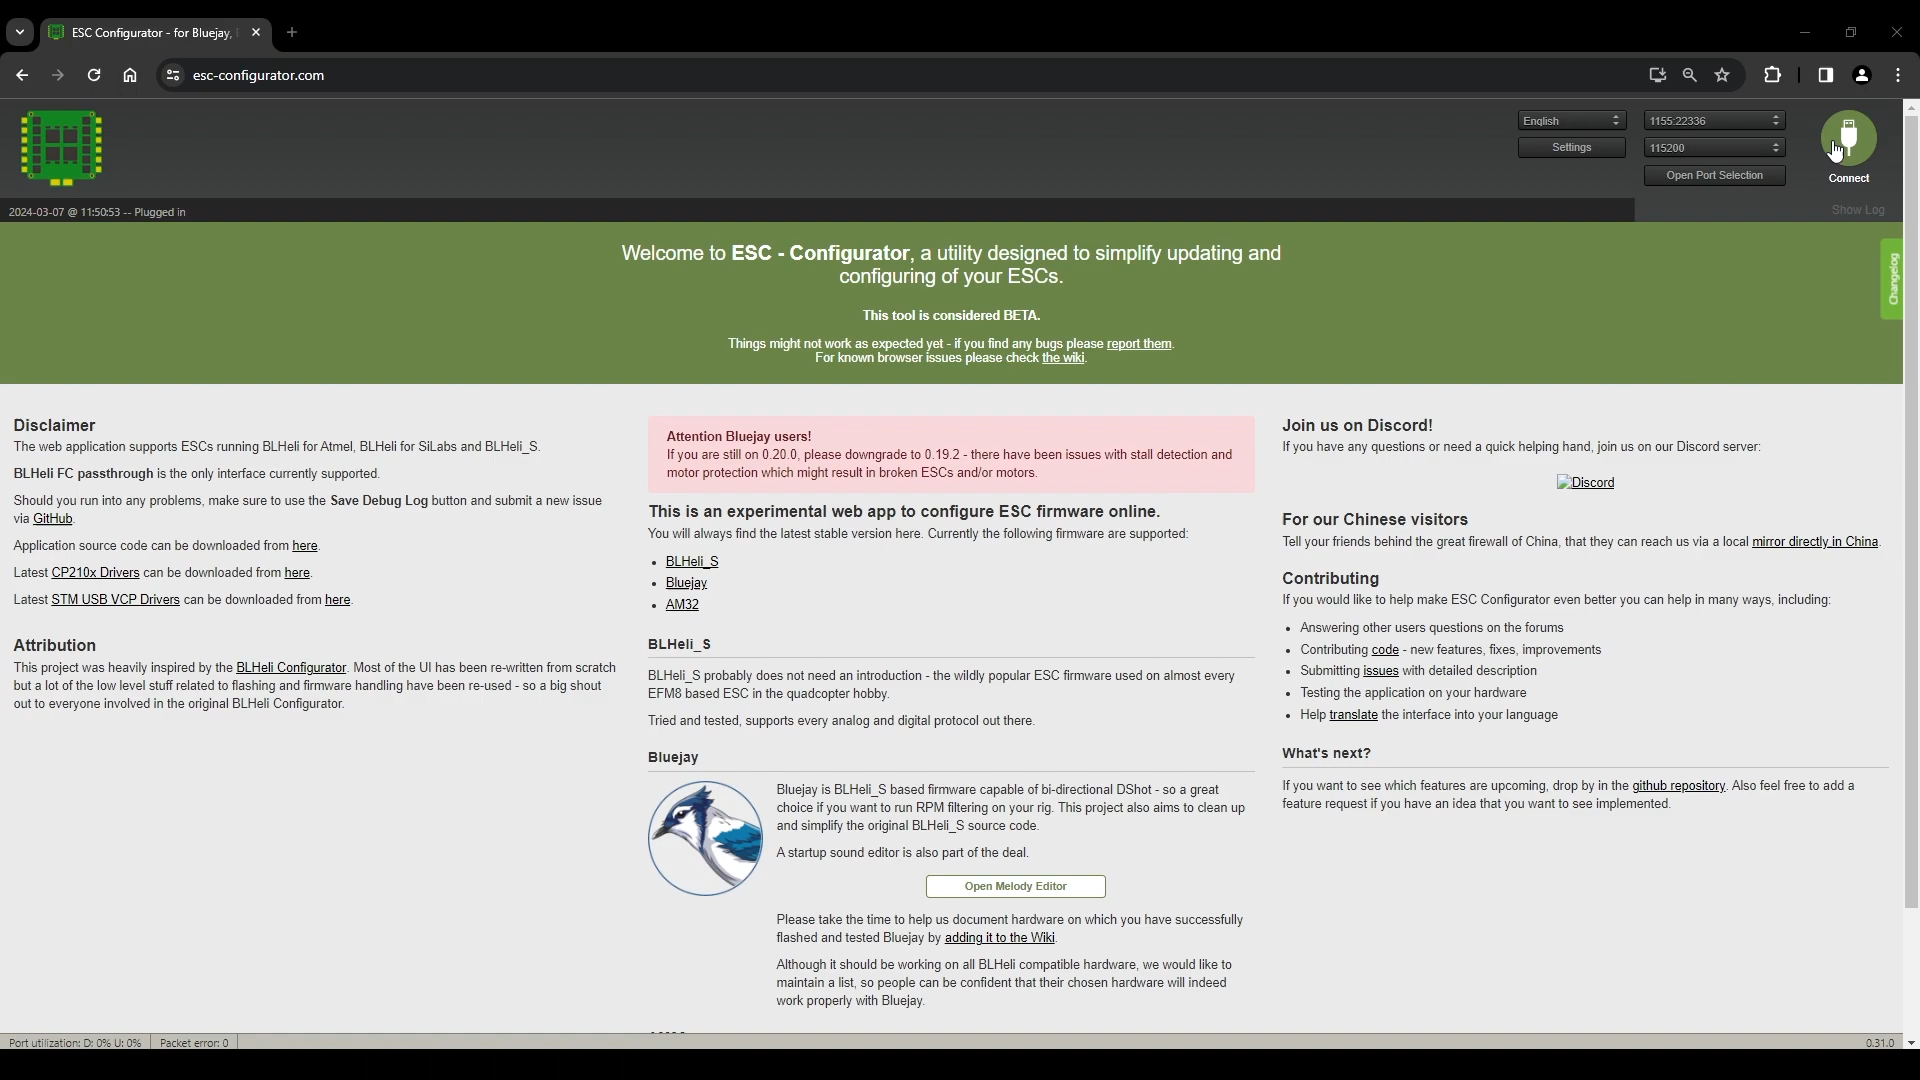 ESC Configurator - for Bluejay,
esc-configurator.com
English
1155:22336
Settings
115200
Open Port Selection
Connect
2024-03-07 @ 11:50:53 -- Plugged in
Show Log
Welcome to ESC - Configurator, a utility designed to simplify updating and
configuring of your ESCs.
Changelog
This tool is considered BETA.
Things might not work as expected yet - if you find any bugs please report them.
For known browser issues please check the wiki.
Disclaimer
The web application supports ESCs running BLHeli for Atmel, BLHeli for SiLabs and BLHeli_S.
BLHeli FC passthrough is the only interface currently supported.
Should you run into any problems, make sure to use the Save Debug Log button and submit a new issue
via GitHub.
Application source code can be downloaded from here.
Latest CP210x Drivers can be downloaded from here.
Latest STM USB VCP Drivers can be downloaded from here.
Attribution
This project was heavily inspired by the BLHeli Configurator. Most of the UI has been re-written from scratch
but a lot of the low level stuff related to flashing and firmware handling have been re-used - so a big shout
out to everyone involved in the original BLHeli Configurator.
Attention Bluejay users!
If you are still on 0.20.0, please downgrade to 0.19.2 - there have been issues with stall detection and
motor protection which might result in broken ESCs and/or motors.
This is an experimental web app to configure ESC firmware online.
You will always find the latest stable version here. Currently the following firmware are supported:
• BLHeli_S
• Bluejay
• AM32
BLHeli_S
BLHeli_S probably does not need an introduction - the wildly popular ESC firmware used on almost every
EFM8 based ESC in the quadcopter hobby.
Tried and tested, supports every analog and digital protocol out there.
Bluejay
Bluejay is BLHeli_S based firmware capable of bi-directional DShot - so a great
choice if you want to run RPM filtering on your rig. This project also aims to clean up
and simplify the original BLHeli_S source code.
A startup sound editor is also part of the deal.
Open Melody Editor
Please take the time to help us document hardware on which you have successfully
flashed and tested Bluejay by adding it to the Wiki.
Although it should be working on all BLHeli compatible hardware, we would like to
maintain a list, so people can be confident that their chosen hardware will indeed
work properly with Bluejay.
Join us on Discord!
If you have any questions or need a quick helping hand, join us on our Discord server:
Discord
For our Chinese visitors
Tell your friends behind the great firewall of China, that they can reach us via a local mirror directly in China.
Contributing
If you would like to help make ESC Configurator even better you can help in many ways, including:
• Answering other users questions on the forums
• Contributing code - new features, fixes, improvements
• Submitting issues with detailed description
• Testing the application on your hardware
• Help translate the interface into your language
What's next?
If you want to see which features are upcoming, drop by in the github repository. Also feel free to add a
feature request if you have an idea that you want to see implemented.
Port utilization: D: 0% U: 0%
Packet error: 0
0.31.0